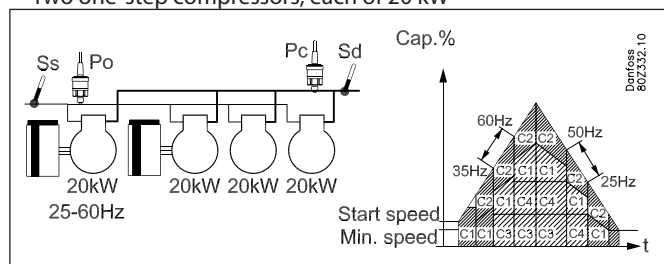 Two one-step compressors, each of 20 kW
Ss
Po
Pc
Sd
20kW
20kW
20kW
20kW
25-60Hz
Cap.%
Danfoss
80Z332.10
60Hz
50Hz
35Hz
25Hz
C2 C2
C2 C1 C1 C2
C2 C1 C4 C4 C1
C2
Start speed
Min. speed
C1 C1 C3 C3 C3 C4 C1
t